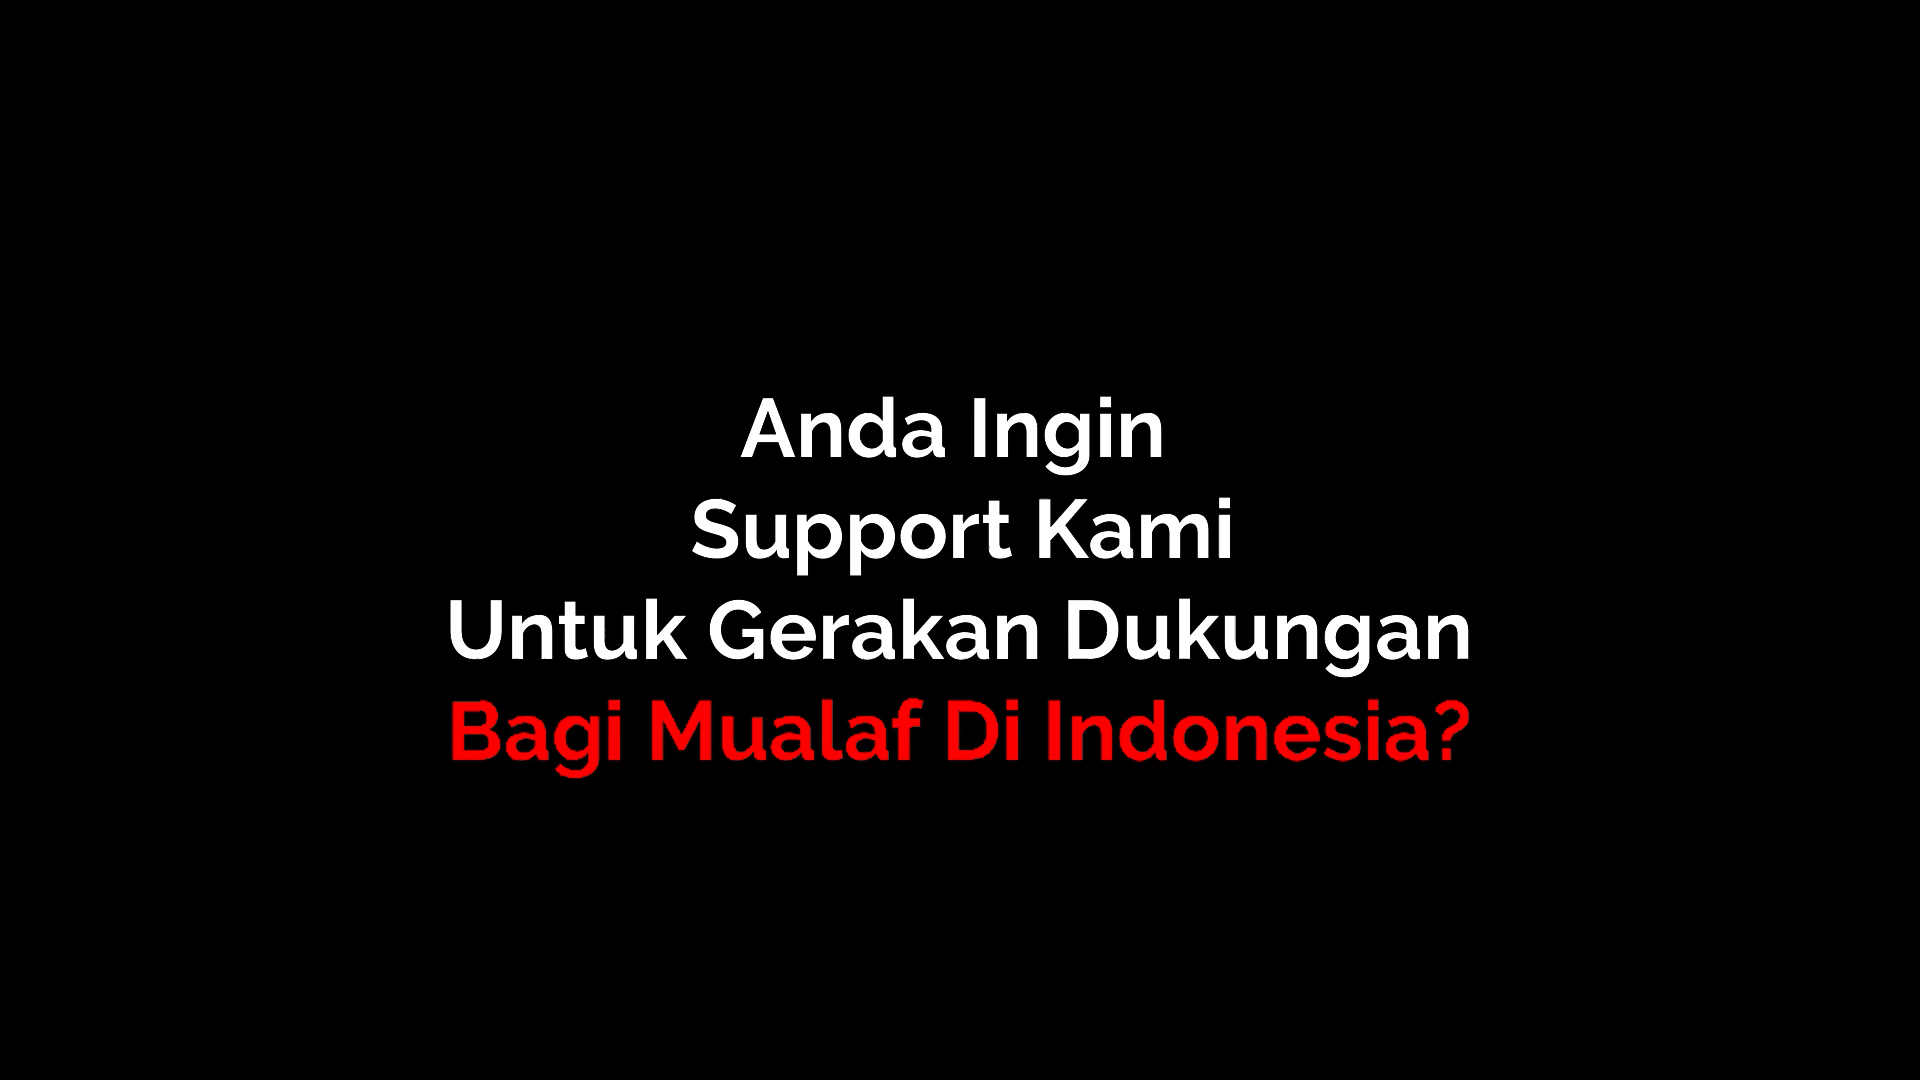 Anda Ingin
Support Kami
Untuk Gerakan Dukungan
Bagi Mualaf Di Indonesia?